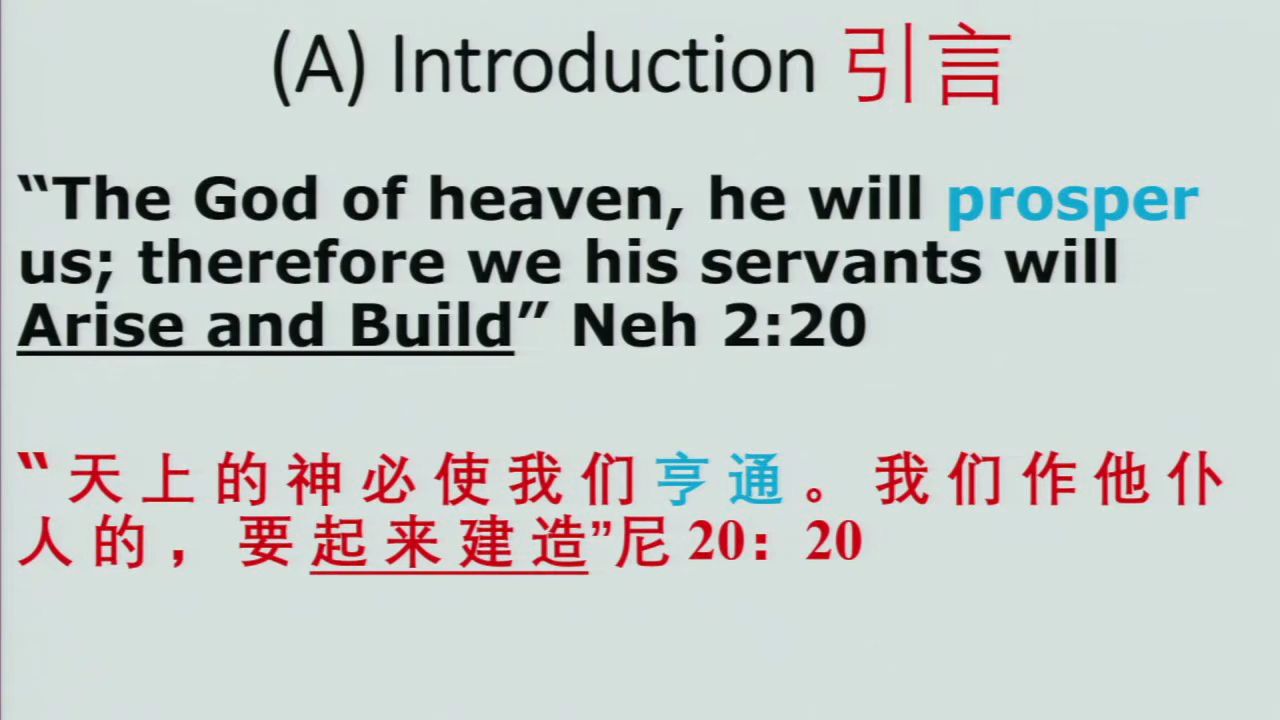 (A) Introduction 引言
“The God of heaven, he will prosper
us; therefore we his servants will
Arise and Build” Neh 2:20
“天上的神必使我们亨通。我们作他仆
人的，要起来建造”尼 20：20